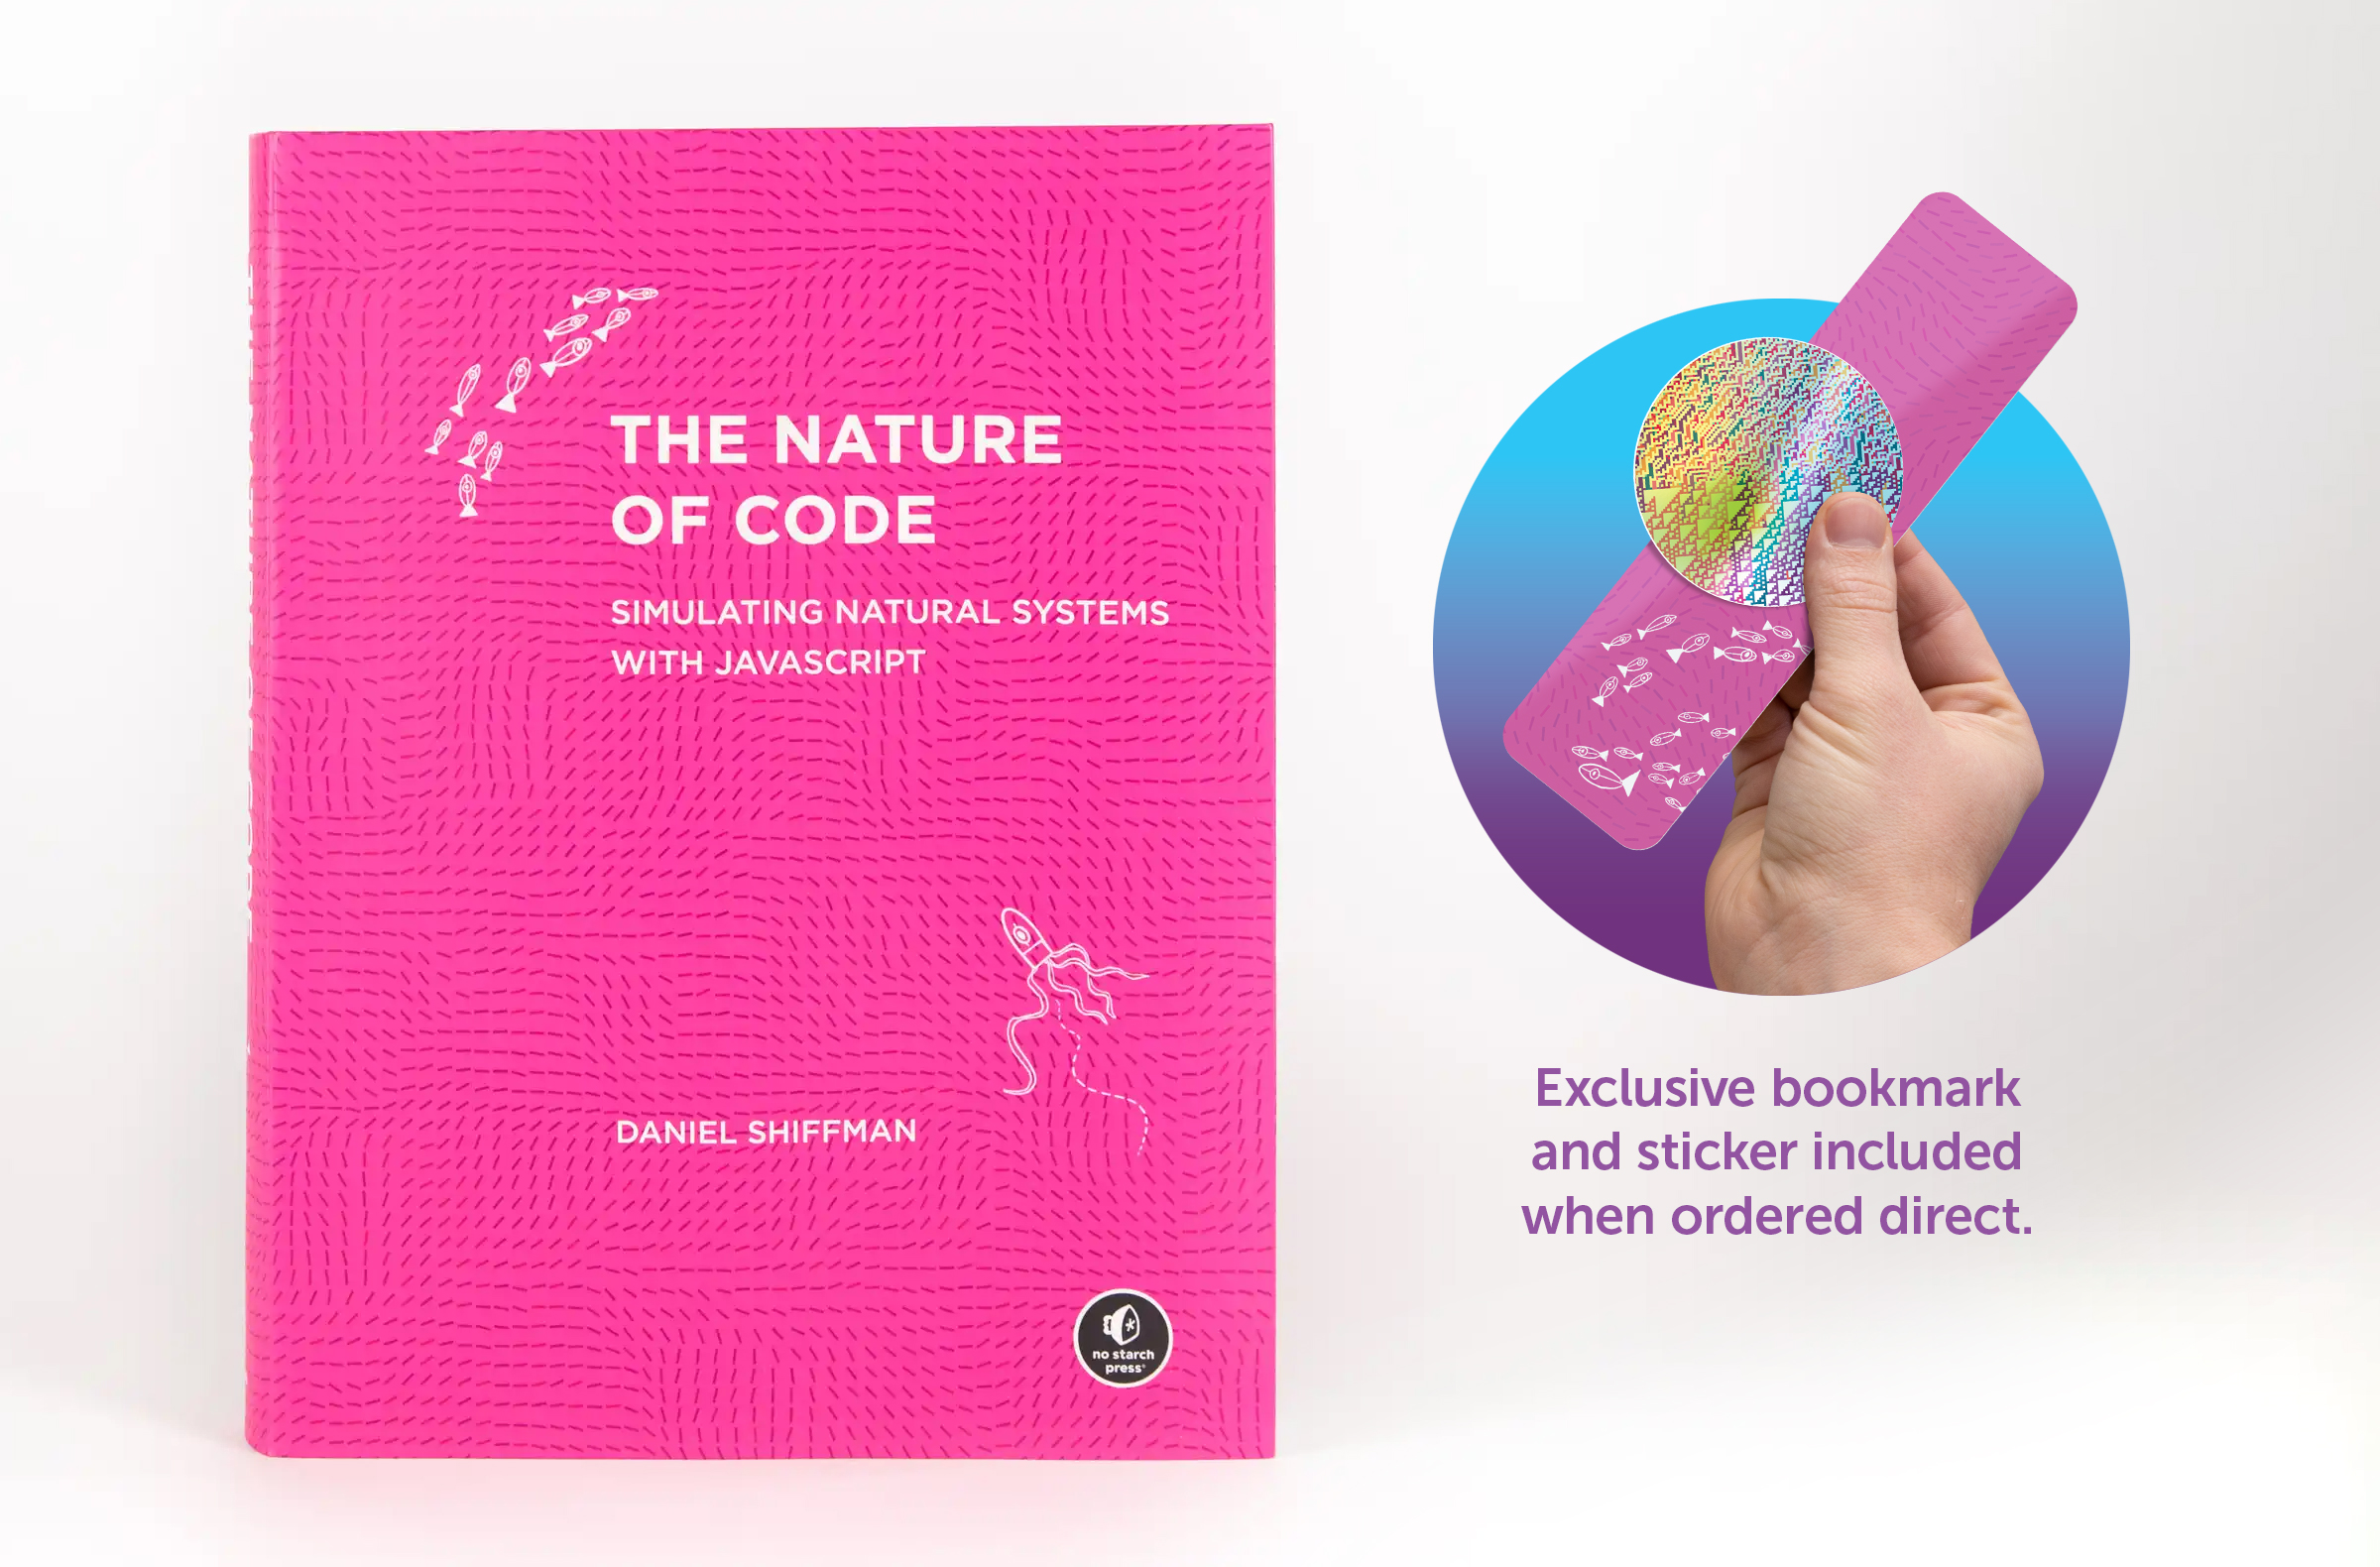 THE NATURE
OF CODE
SIMULATING NATURAL SYSTEMS
WITH JAVASCRIPT
DANIEL SHIFFMAN
no starch
press
Exclusive bookmark
and sticker included
when ordered direct.